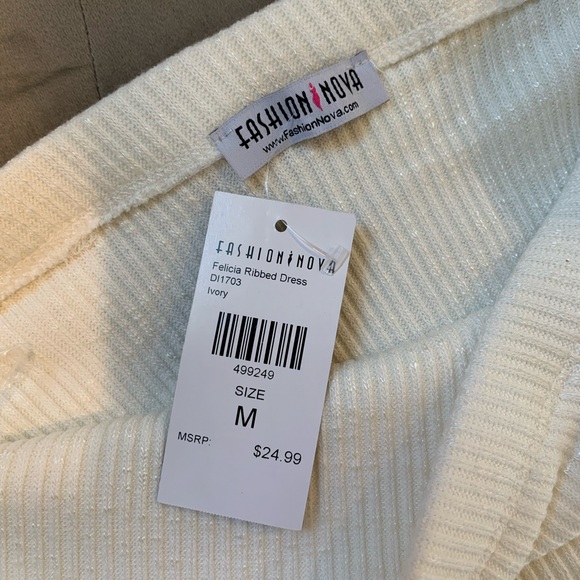 FASHION NOVA
www.FashionNova.com
FASHION NOVA
Felicia Ribbed Dress
DI1703
Ivory
499249
SIZE
M
MSRP: $24.99